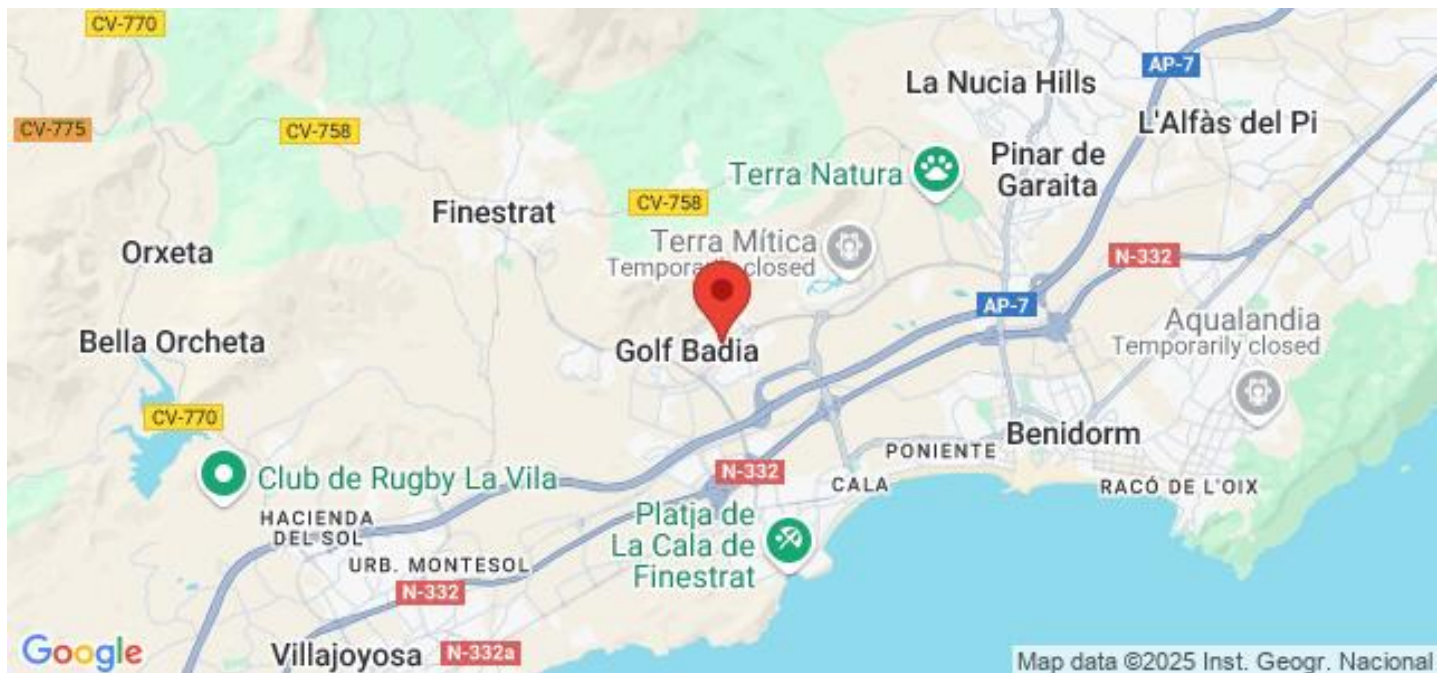 CV-770
AP-7
La Nucia Hills
CV-775
CV-758
L'Alfàs del Pi
Pinar de
Garaita
Terra Natura
CV-758
Finestrat
Terra Mítica
Temporarily closed
Orxeta
N-332
AP-7
Bella Orcheta
Golf Badia
Aqualandia
Temporarily closed
CV-770
Benidorm
PONIENTE
Club de Rugby La Vila
N-332
CALA
RACÓ DE L'OIX
HACIENDA
DEL SOL
Platja de
La Cala de
Finestrat
URB. MONTESOL
N-332
Villajoyosa
N-332a
Google
Map data ©2025 Inst. Geogr. Nacional